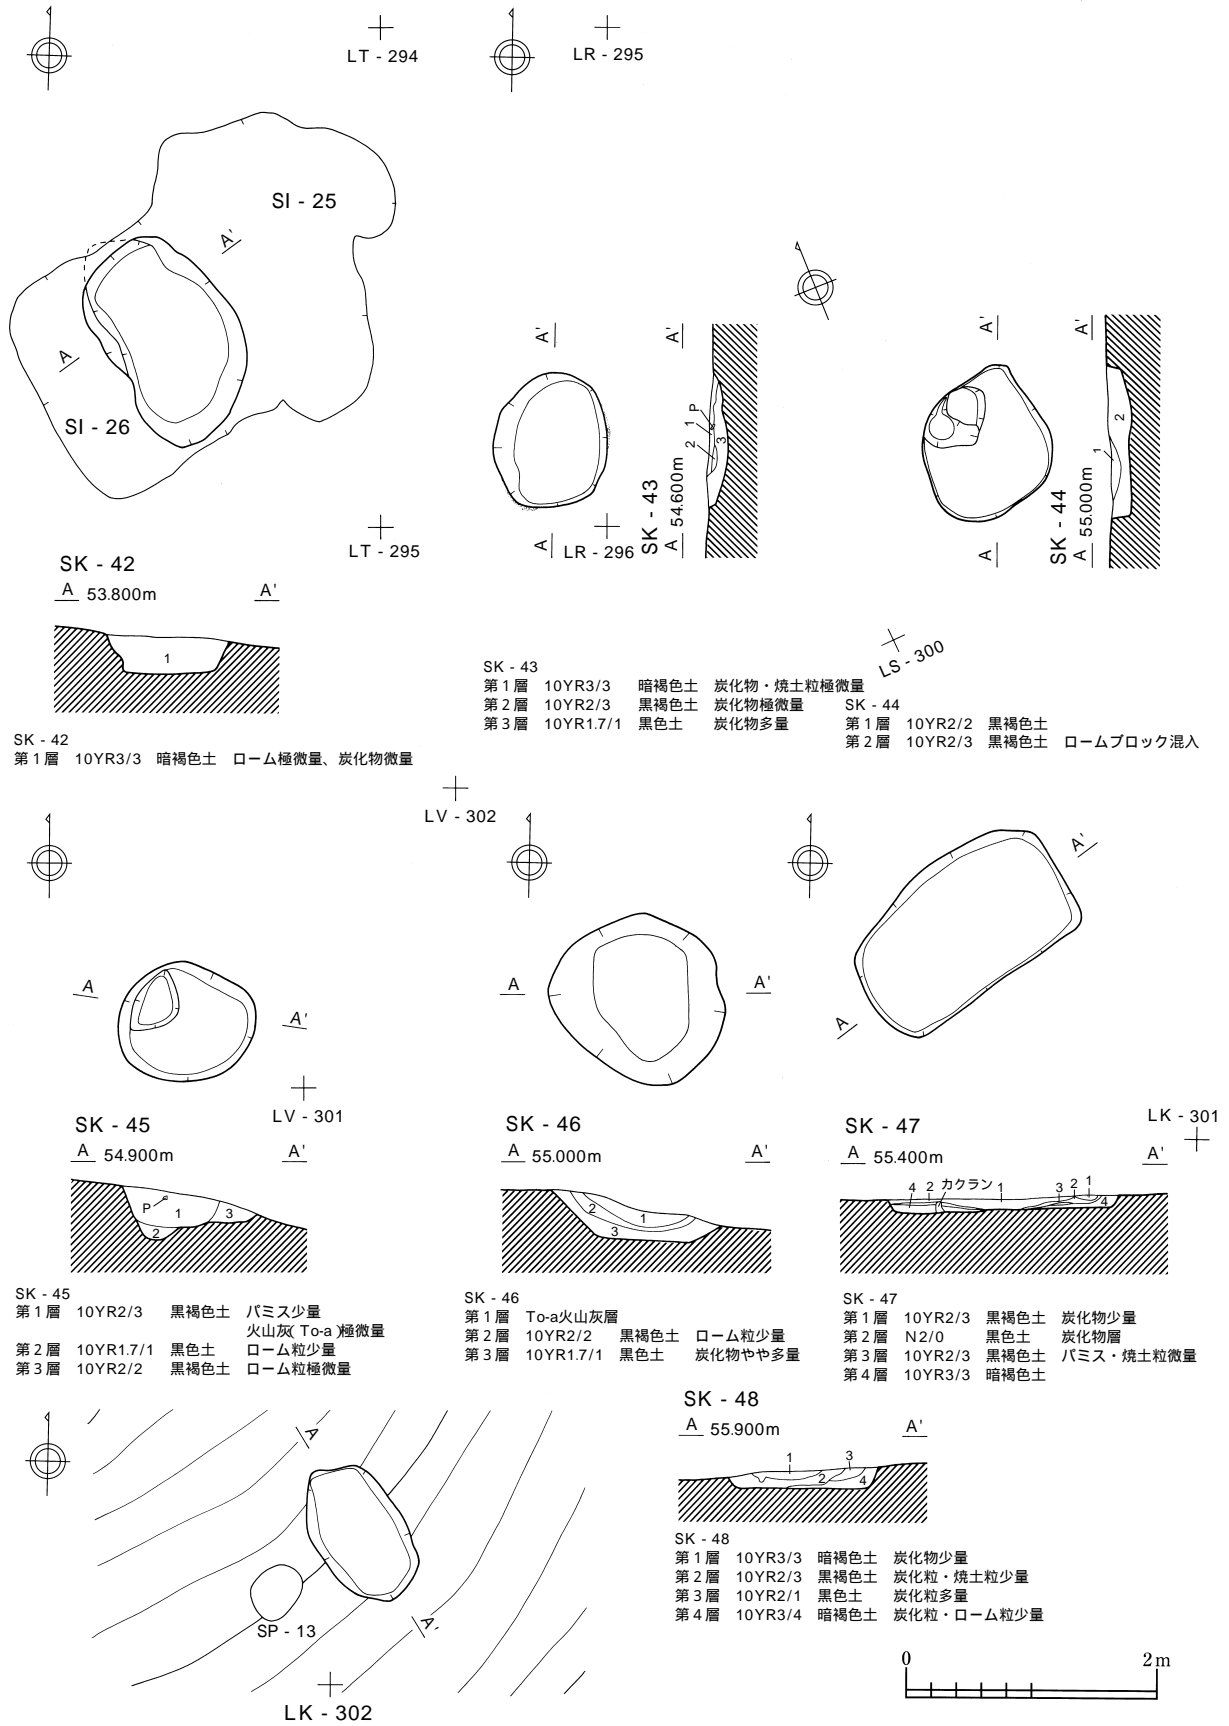 LT - 294
LR - 295
SI - 25
A'
A
SI - 26
LT - 295
SK - 42
A 53.800m A'
1
SK - 42
第1層 10YR3/3 暗褐色土 ローム極微量、炭化物微量
A'
A
LR - 296
SK - 43
A 54.600m A'
P
1
2
3
SK - 43
第1層 10YR3/3 暗褐色土 炭化物・焼土粒極微量
第2層 10YR2/3 黒褐色土 炭化物極微量
第3層 10YR1.7/1 黒色土 炭化物多量
A'
A
SK - 44
A 55.000m A'
1
2
LS - 300
SK - 44
第1層 10YR2/2 黒褐色土
第2層 10YR2/3 黒褐色土 ロームブロック混入
LV - 302
A
A'
LV - 301
SK - 45
A 54.900m A'
P
1
2
3
SK - 45
第1層 10YR2/3 黒褐色土 パミス少量
火山灰(To-a)極微量
第2層 10YR1.7/1 黒色土 ローム粒少量
第3層 10YR2/2 黒褐色土 ローム粒極微量
A
A'
SK - 46
A 55.000m A'
1
2
3
SK - 46
第1層 To-a火山灰層
第2層 10YR2/2 黒褐色土 ローム粒少量
第3層 10YR1.7/1 黒色土 炭化物やや多量
A'
A
LK - 301
SK - 47
A 55.400m A'
4 2 カクラン 1 3 2 1
4
SK - 47
第1層 10YR2/3 黒褐色土 炭化物少量
第2層 N2/0 黒色土 炭化物層
第3層 10YR2/3 黒褐色土 パミス・焼土粒微量
第4層 10YR3/3 暗褐色土
A
A'
SP - 13
LK - 302
SK - 48
A 55.900m A'
1 3
2 4
SK - 48
第1層 10YR3/3 暗褐色土 炭化物少量
第2層 10YR2/3 黒褐色土 炭化粒・焼土粒少量
第3層 10YR2/1 黒色土 炭化粒多量
第4層 10YR3/4 暗褐色土 炭化粒・ローム粒少量
0 2m